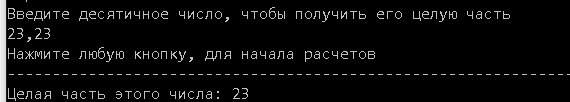 Введите десятичное число, чтобы получить его целую часть
23,23
Нажмите любую кнопку, для начала расчетов
------------------------------------------------------------------------
Целая часть этого числа: 23